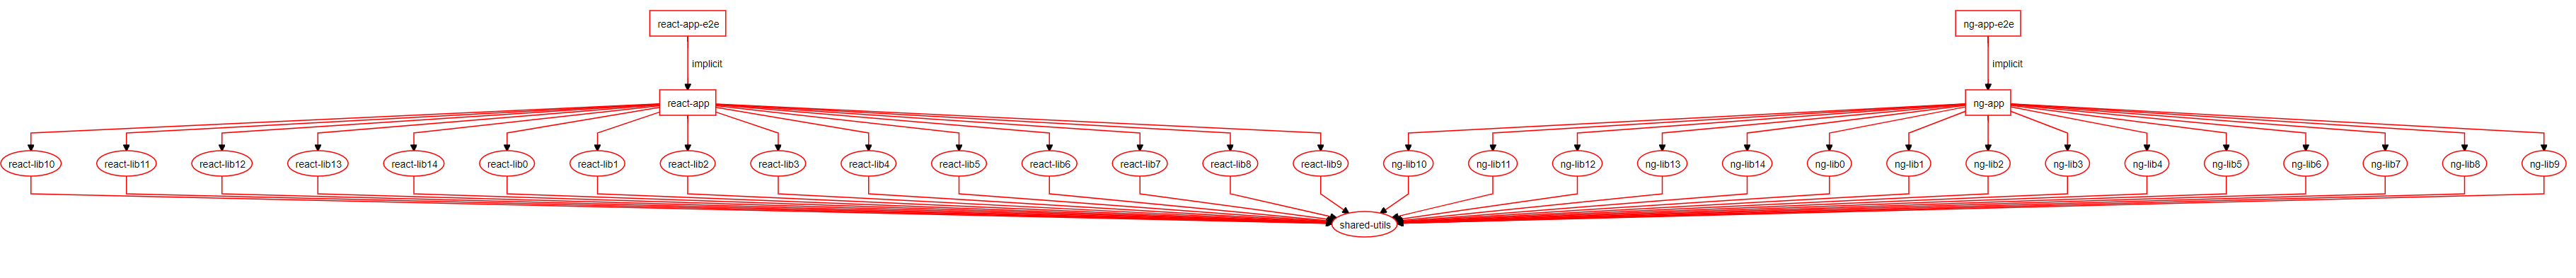 react-app-e2e
ng-app-e2e
implicit
implicit
react-app
ng-app
react-lib10
react-lib11
react-lib12
react-lib13
react-lib14
react-lib0
react-lib1
react-lib2
react-lib3
react-lib4
react-lib5
react-lib6
react-lib7
react-lib8
react-lib9
ng-lib10
ng-lib11
ng-lib12
ng-lib13
ng-lib14
ng-lib0
ng-lib1
ng-lib2
ng-lib3
ng-lib4
ng-lib5
ng-lib6
ng-lib7
ng-lib8
ng-lib9
shared-utils